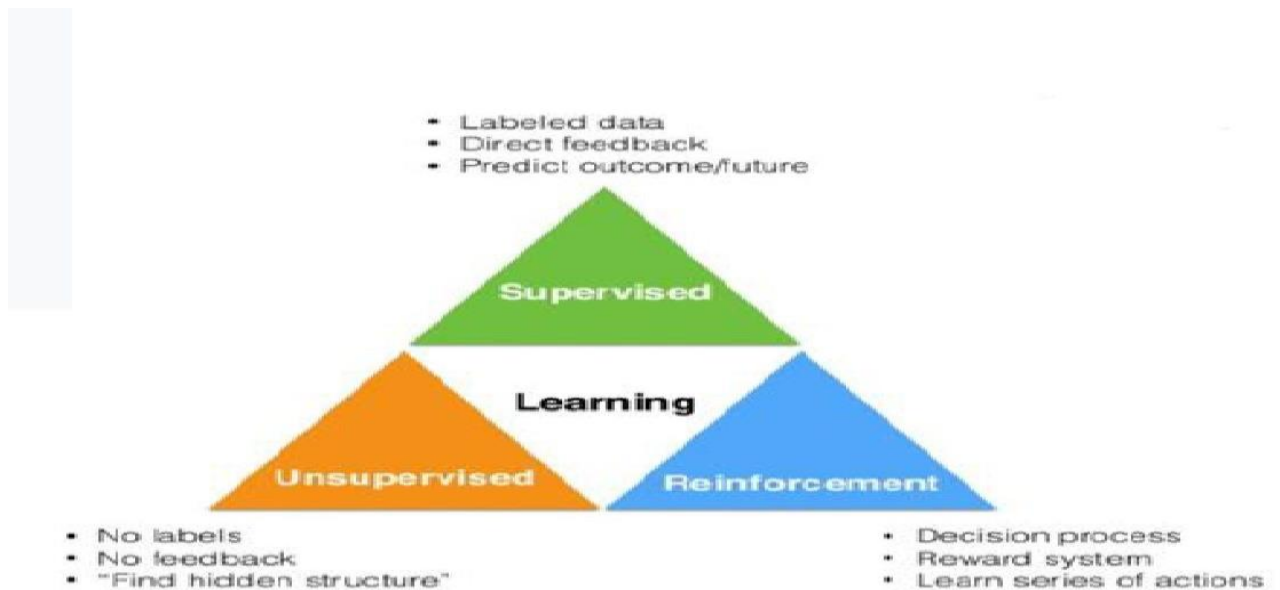 • Labeled data
• Direct feedback
• Predict outcome/future
Supervised
Learning
Unsupervised
Reinforcement
• No labels
• No feedback
• "Find hidden structure"
• Decision process
• Reward system
• Learn series of actions